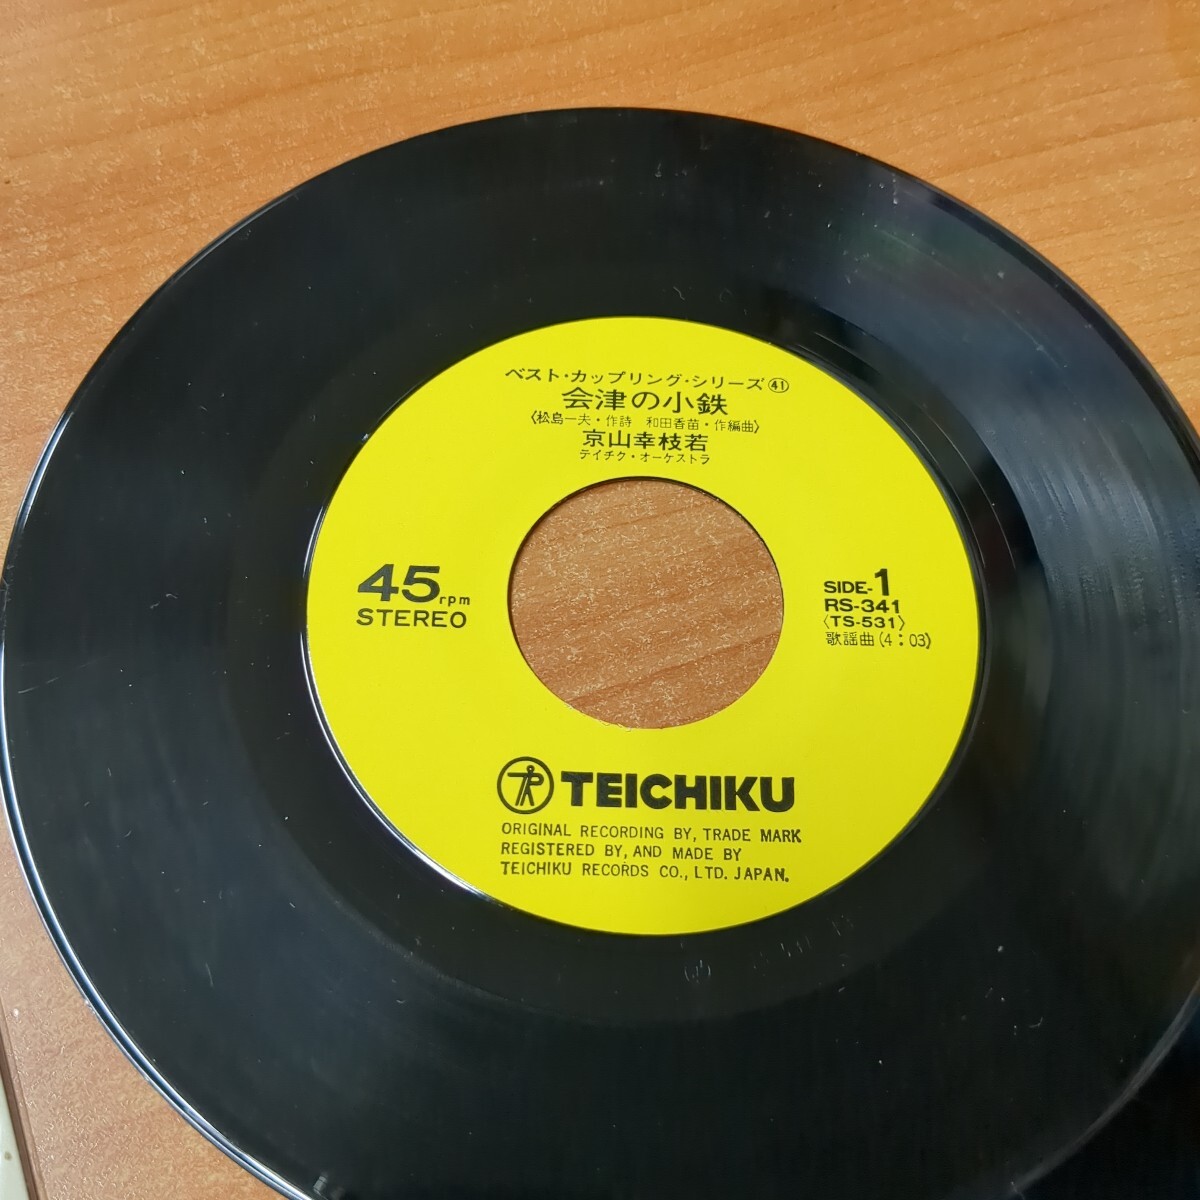 ベスト・カップリング・シリーズ㊶
会津の小鉄
〈松島一夫・作詩 和田香苗・作編曲〉
京山幸枝若
テイチク・オーケストラ
45rpm
STEREO
SIDE-1
RS-341
〈TS-531〉
歌謡曲(4：03)
TEICHIKU
ORIGINAL RECORDING BY, TRADE MARK
REGISTERED BY, AND MADE BY
TEICHIKU RECORDS CO., LTD. JAPAN.